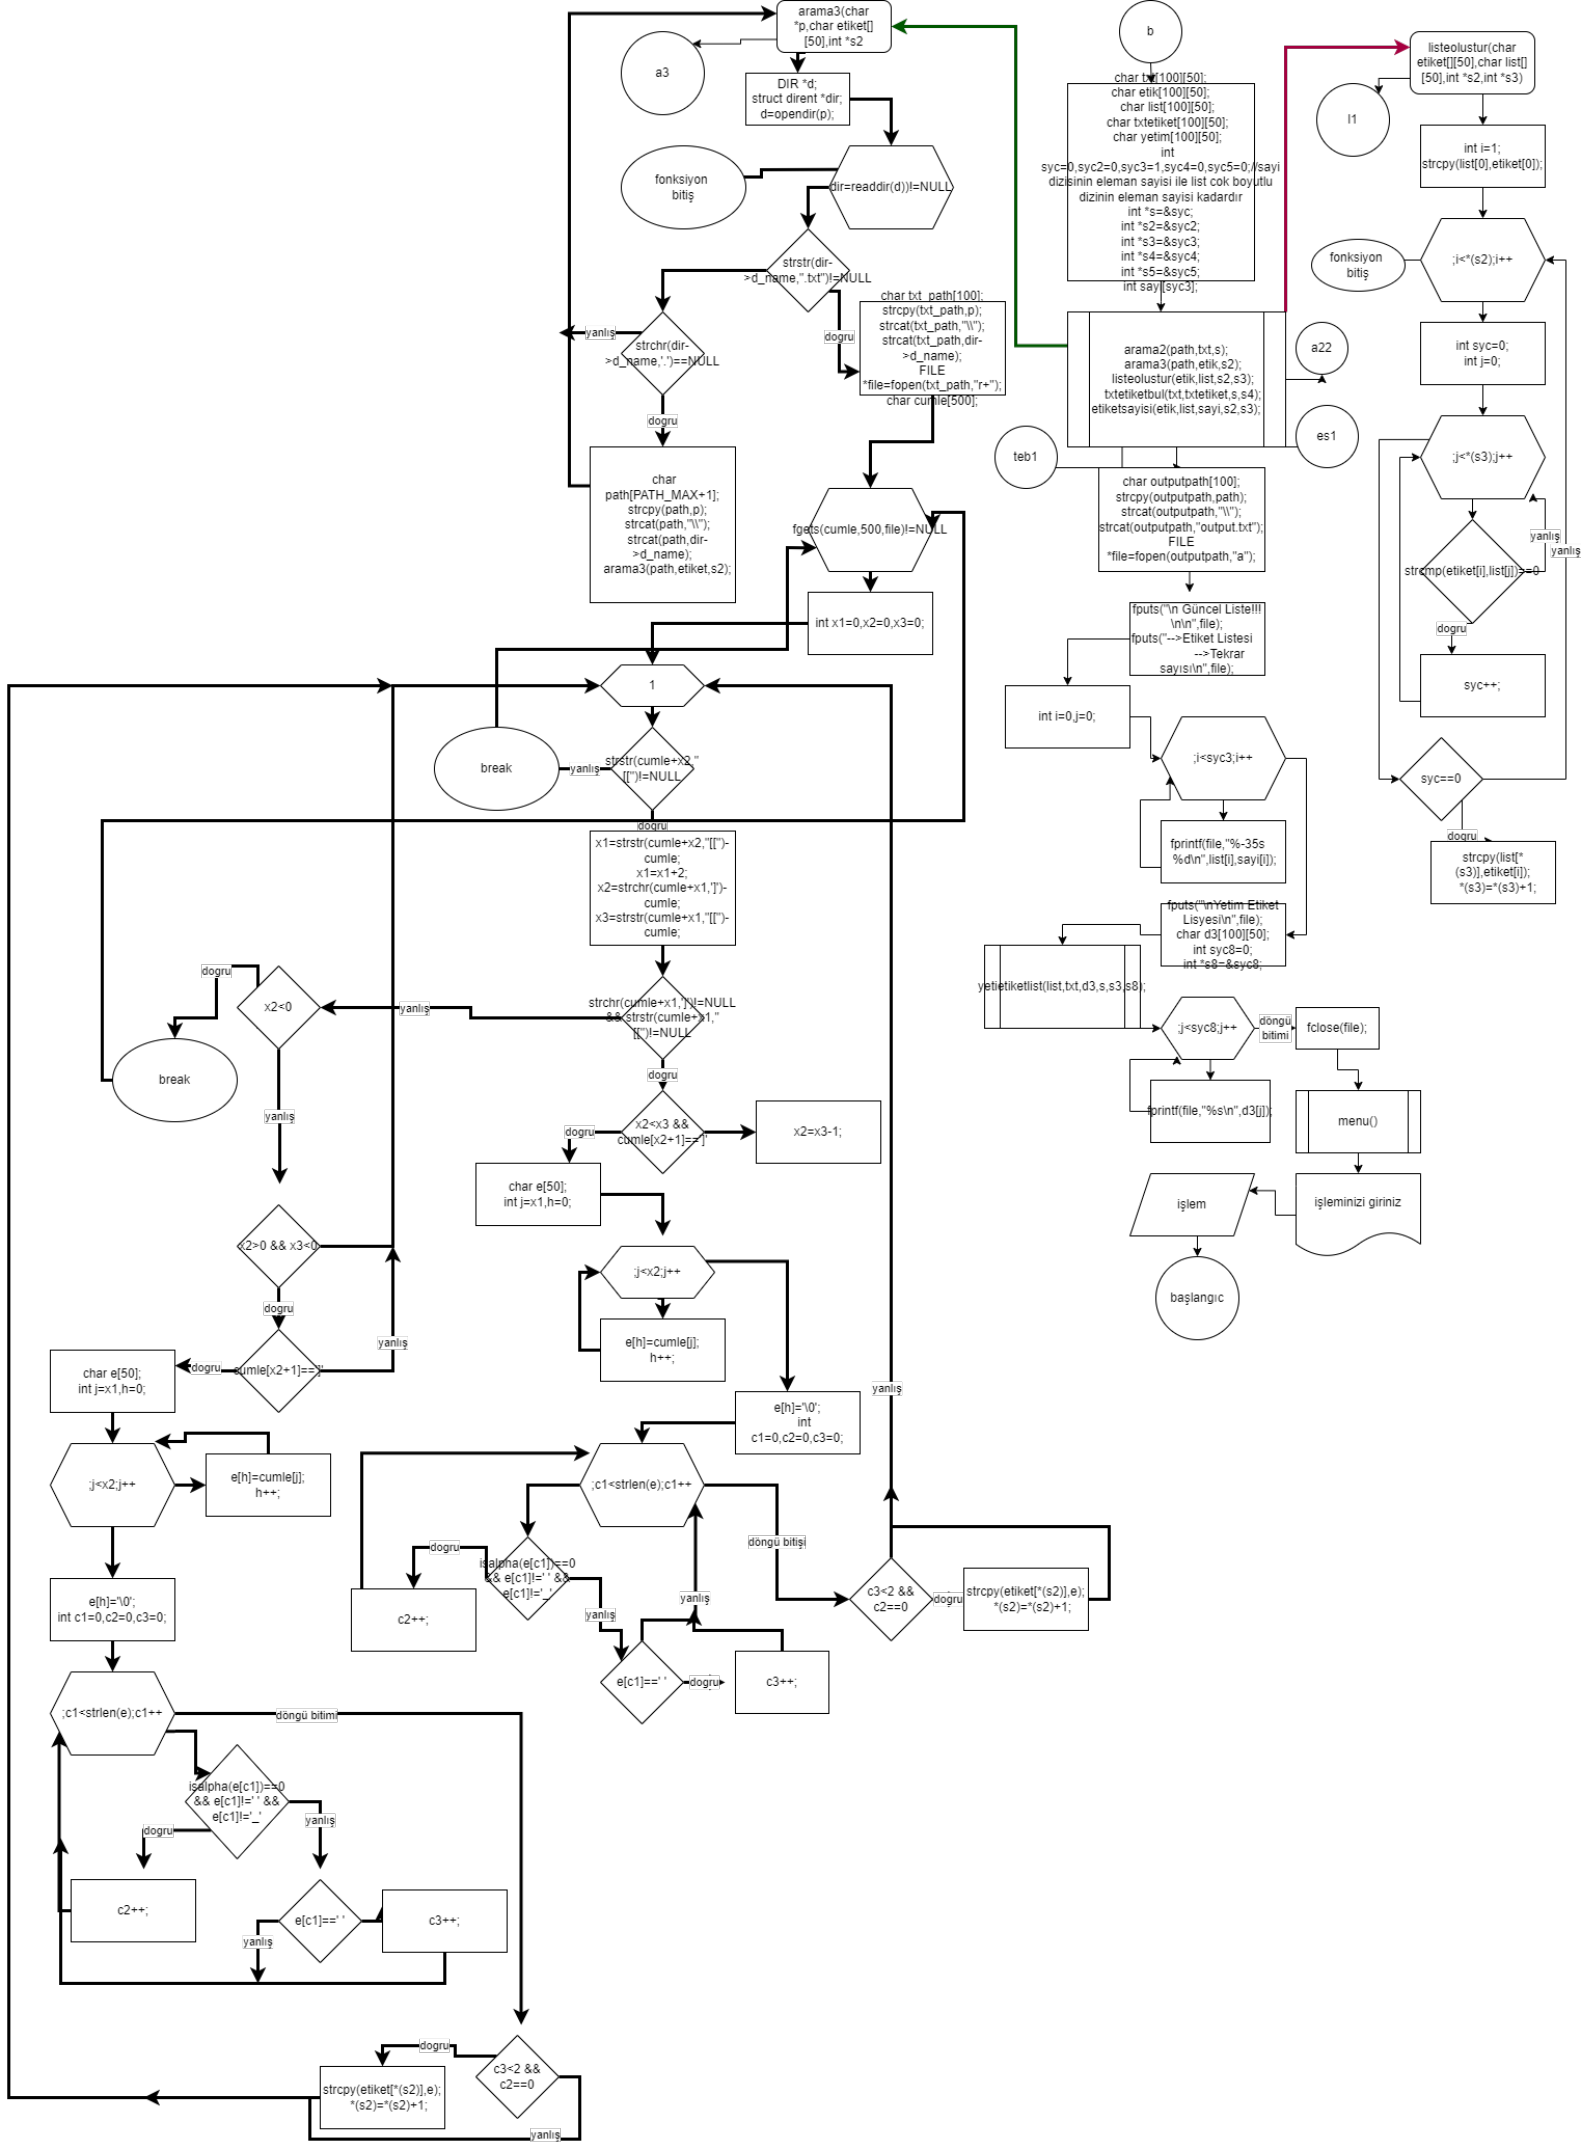 arama3(char
*p,char etiket[]
[50],int *s2
a3
DIR *d;
struct dirent *dir;
d=opendir(p);
fonksiyon
bitiş
dir=readdir(d))!=NULL
strstr(dir-
>d_name,".txt")!=NULL
yanlış
strchr(dir-
>d_name,'.')==NULL
dogru
char txt_path[100];
strcpy(txt_path,p);
strcat(txt_path,"\\");
strcat(txt_path,dir-
>d_name);
FILE
*file=fopen(txt_path,"r+");
char cumle[500];
dogru
char
path[PATH_MAX+1];
strcpy(path,p);
strcat(path,"\\");
strcat(path,dir-
>d_name);
arama3(path,etiket,s2);
fgets(cumle,500,file)!=NULL
int x1=0,x2=0,x3=0;
1
break
yanlış
strstr(cumle+x2,"
[[")!=NULL
dogru
x1=strstr(cumle+x2,"[[")-
cumle;
x1=x1+2;
x2=strchr(cumle+x1,']')-
cumle;
x3=strstr(cumle+x1,"[[")-
cumle;
dogru
x2<0
yanlış
strchr(cumle+x1,']')!=NULL
&& strstr(cumle+x1,"
[[")!=NULL
break
dogru
yanlış
dogru
x2<x3 &&
cumle[x2+1]==']'
x2=x3-1;
char e[50];
int j=x1,h=0;
x2>0 && x3<0
dogru
;j<x2;j++
e[h]=cumle[j];
h++;
yanlış
char e[50];
int j=x1,h=0;
dogru
cumle[x2+1]==']'
yanlış
e[h]='\0';
int
c1=0,c2=0,c3=0;
;j<x2;j++
e[h]=cumle[j];
h++;
;c1<strlen(e);c1++
döngü bitişi
dogru
isalpha(e[c1])==0
&& e[c1]!=' ' &&
e[c1]!='_'
c2++;
yanlış
yanlış
e[c1]==' '
doğru
c3++;
c3<2 &&
c2==0
doğru
strcpy(etiket[*(s2)],e);
*(s2)=*(s2)+1;
e[h]='\0';
int c1=0,c2=0,c3=0;
;c1<strlen(e);c1++
döngü bitimi
isalpha(e[c1])==0
&& e[c1]!=' ' &&
e[c1]!='_'
dogru
yanlış
c2++;
e[c1]==' '
c3++;
yanlış
dogru
c3<2 &&
c2==0
strcpy(etiket[*(s2)],e);
*(s2)=*(s2)+1;
yanlış
b
char txt[100][50];
char etik[100][50];
char list[100][50];
char txtetiket[100][50];
char yetim[100][50];
int
syc=0,syc2=0,syc3=1,syc4=0,syc5=0;//sayi
dizisinin eleman sayisi ile list cok boyutlu
dizinin eleman sayisi kadardir
int *s=&syc;
int *s2=&syc2;
int *s3=&syc3;
int *s4=&syc4;
int *s5=&syc5;
int sayi[syc3];
arama2(path,txt,s);
arama3(path,etik,s2);
listeolustur(etik,list,s2,s3);
txtetiketbul(txt,txtetiket,s,s4);
etiketsayisi(etik,list,sayi,s2,s3);
a22
es1
teb1
char outputpath[100];
strcpy(outputpath,path);
strcat(outputpath,"\\");
strcat(outputpath,"output.txt");
FILE
*file=fopen(outputpath,"a");
fputs("\n Güncel Liste!!!
\n\n",file);
fputs("-->Etiket Listesi
-->Tekrar
sayısı\n",file);
int i=0,j=0;
;i<syc3;i++
fprintf(file,"%-35s
%d\n",list[i],sayi[i]);
fputs("\nYetim Etiket
Lisyesi\n",file);
char d3[100][50];
int syc8=0;
int *s8=&syc8;
yetietiketlist(list,txt,d3,s,s3,s8);
;j<syc8;j++
döngü
bitimi
fclose(file);
fprintf(file,"%s\n",d3[j]);
menu()
işlem
işleminizi giriniz
başlangıc
listeolustur(char
etiket[][50],char list[]
[50],int *s2,int *s3)
l1
int i=1;
strcpy(list[0],etiket[0]);
fonksiyon
bitiş
;i<*(s2);i++
int syc=0;
int j=0;
;j<*(s3);j++
yanlış
yanlış
strcmp(etiket[i],list[j])==0
dogru
syc++;
syc==0
dogru
strcpy(list[*
(s3)],etiket[i]);
*(s3)=*(s3)+1;